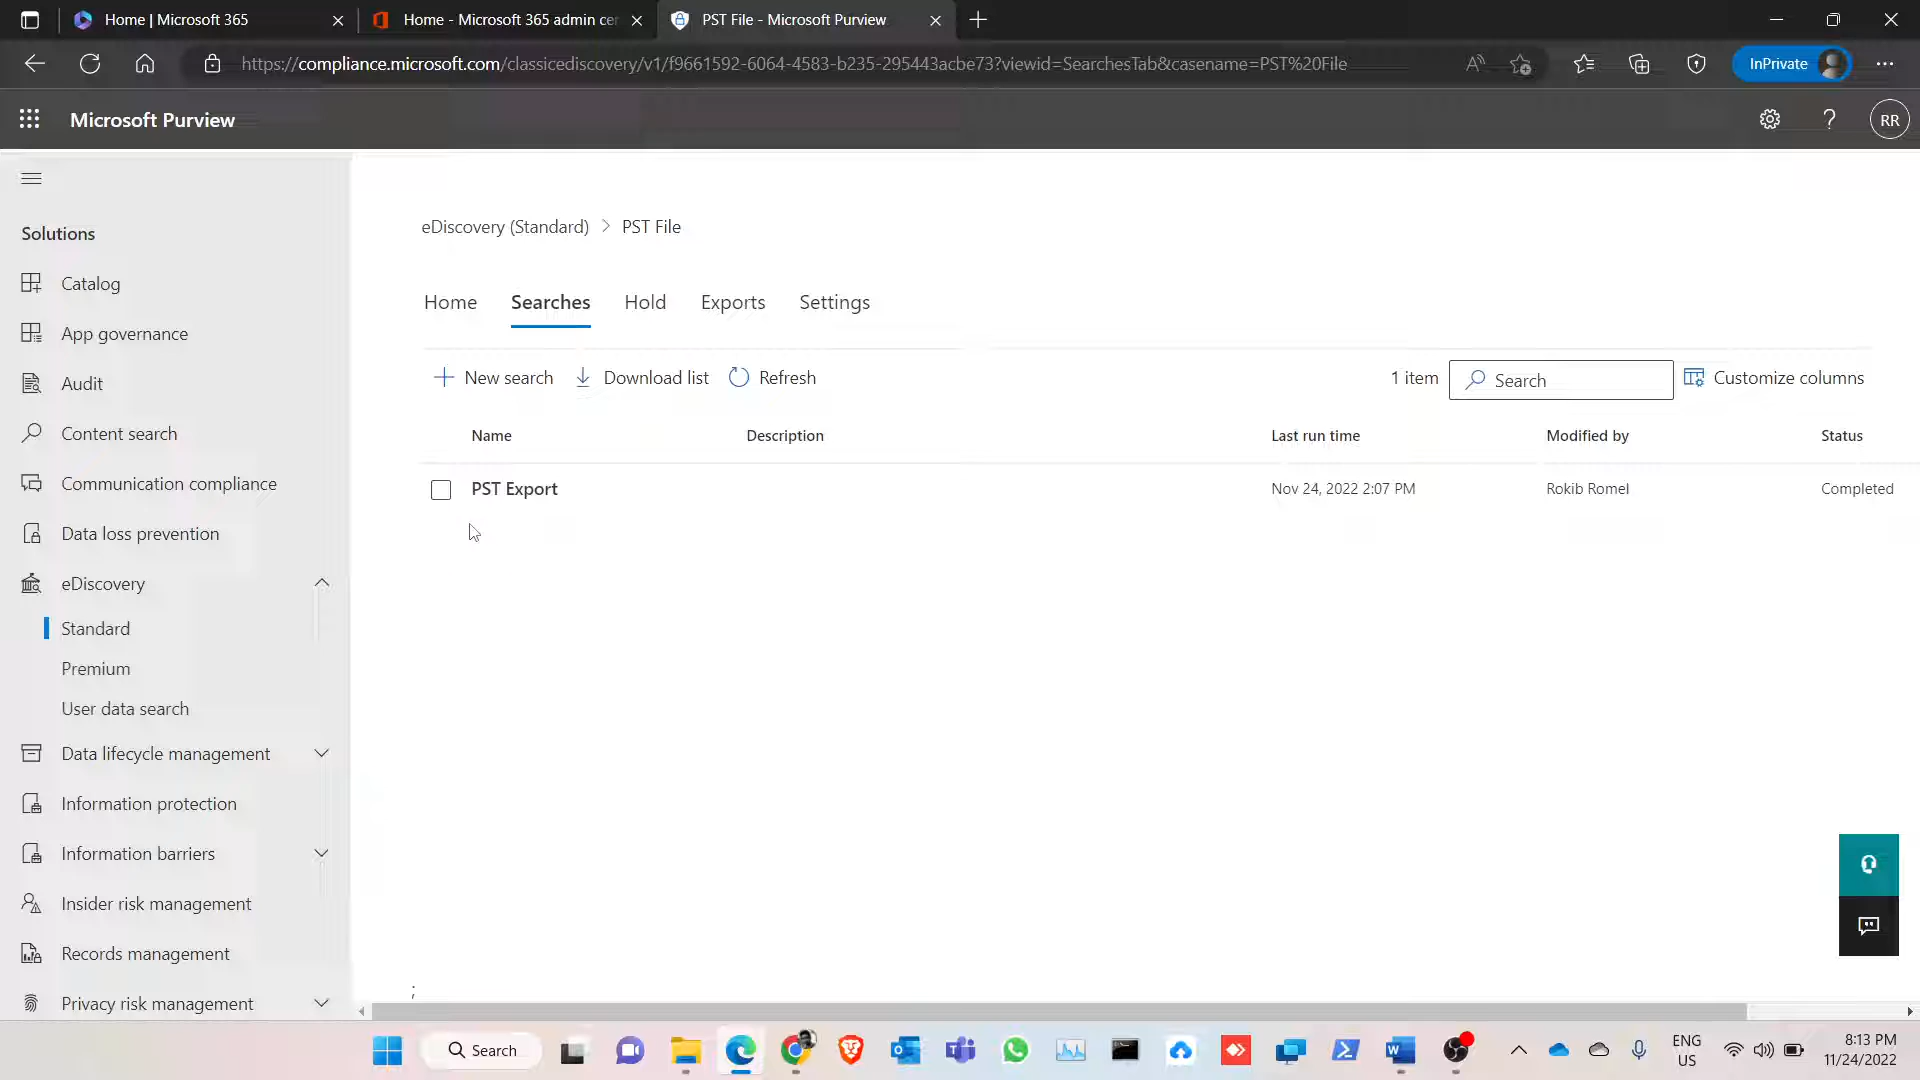 Home | Microsoft 365
Home - Microsoft 365 admin cen
PST File - Microsoft Purview
https://compliance.microsoft.com/classicediscovery/v1/f9661592-6064-4583-b235-295443acbe73?viewid=SearchesTab&casename=PST%20File
InPrivate
Microsoft Purview
RR
Solutions
Catalog
App governance
Audit
Content search
Communication compliance
Data loss prevention
eDiscovery
Standard
Premium
User data search
Data lifecycle management
Information protection
Information barriers
Insider risk management
Records management
Privacy risk management
eDiscovery (Standard) > PST File
Home Searches Hold Exports Settings
New search Download list Refresh 1 item Search Customize columns
Name Description Last run time Modified by Status
PST Export Nov 24, 2022 2:07 PM Rokib Romel Completed
;
Search
ENG
US
8:13 PM
11/24/2022